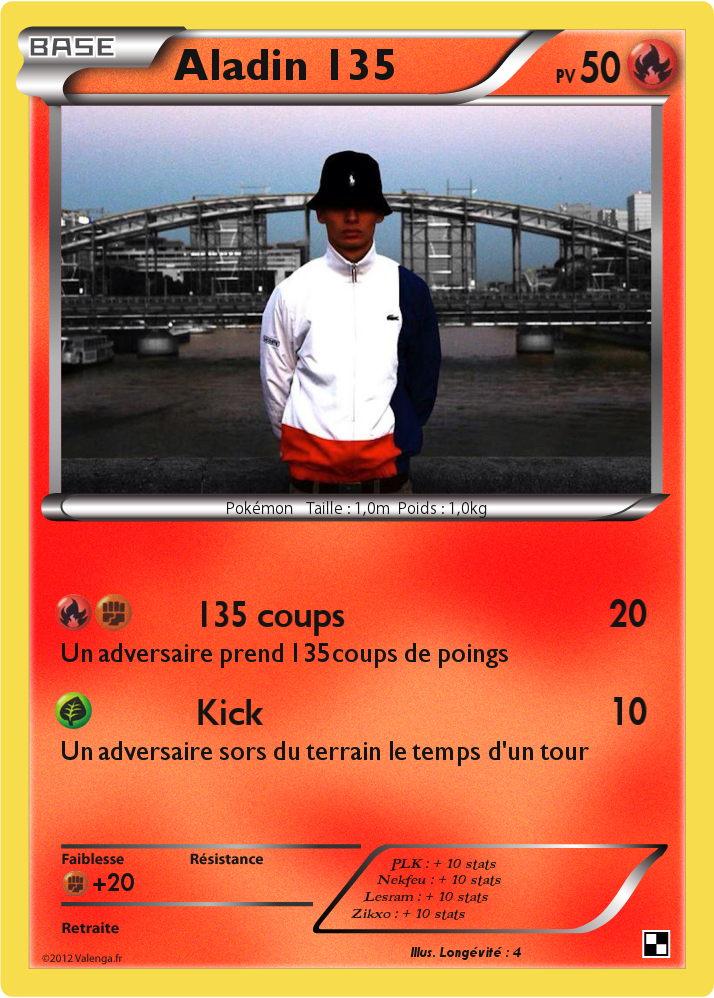 BASE
Aladin 135
PV 50
Pokémon Taille : 1,0m Poids : 1,0kg
135 coups 20
Un adversaire prend 135coups de poings
Kick 10
Un adversaire sors du terrain le temps d'un tour
Faiblesse Résistance
+20
Retraite
PLK : + 10 stats
Nekfeu : + 10 stats
Lesram : + 10 stats
Zikxo : + 10 stats
Illus. Longévité : 4
©2012 Valenga.fr